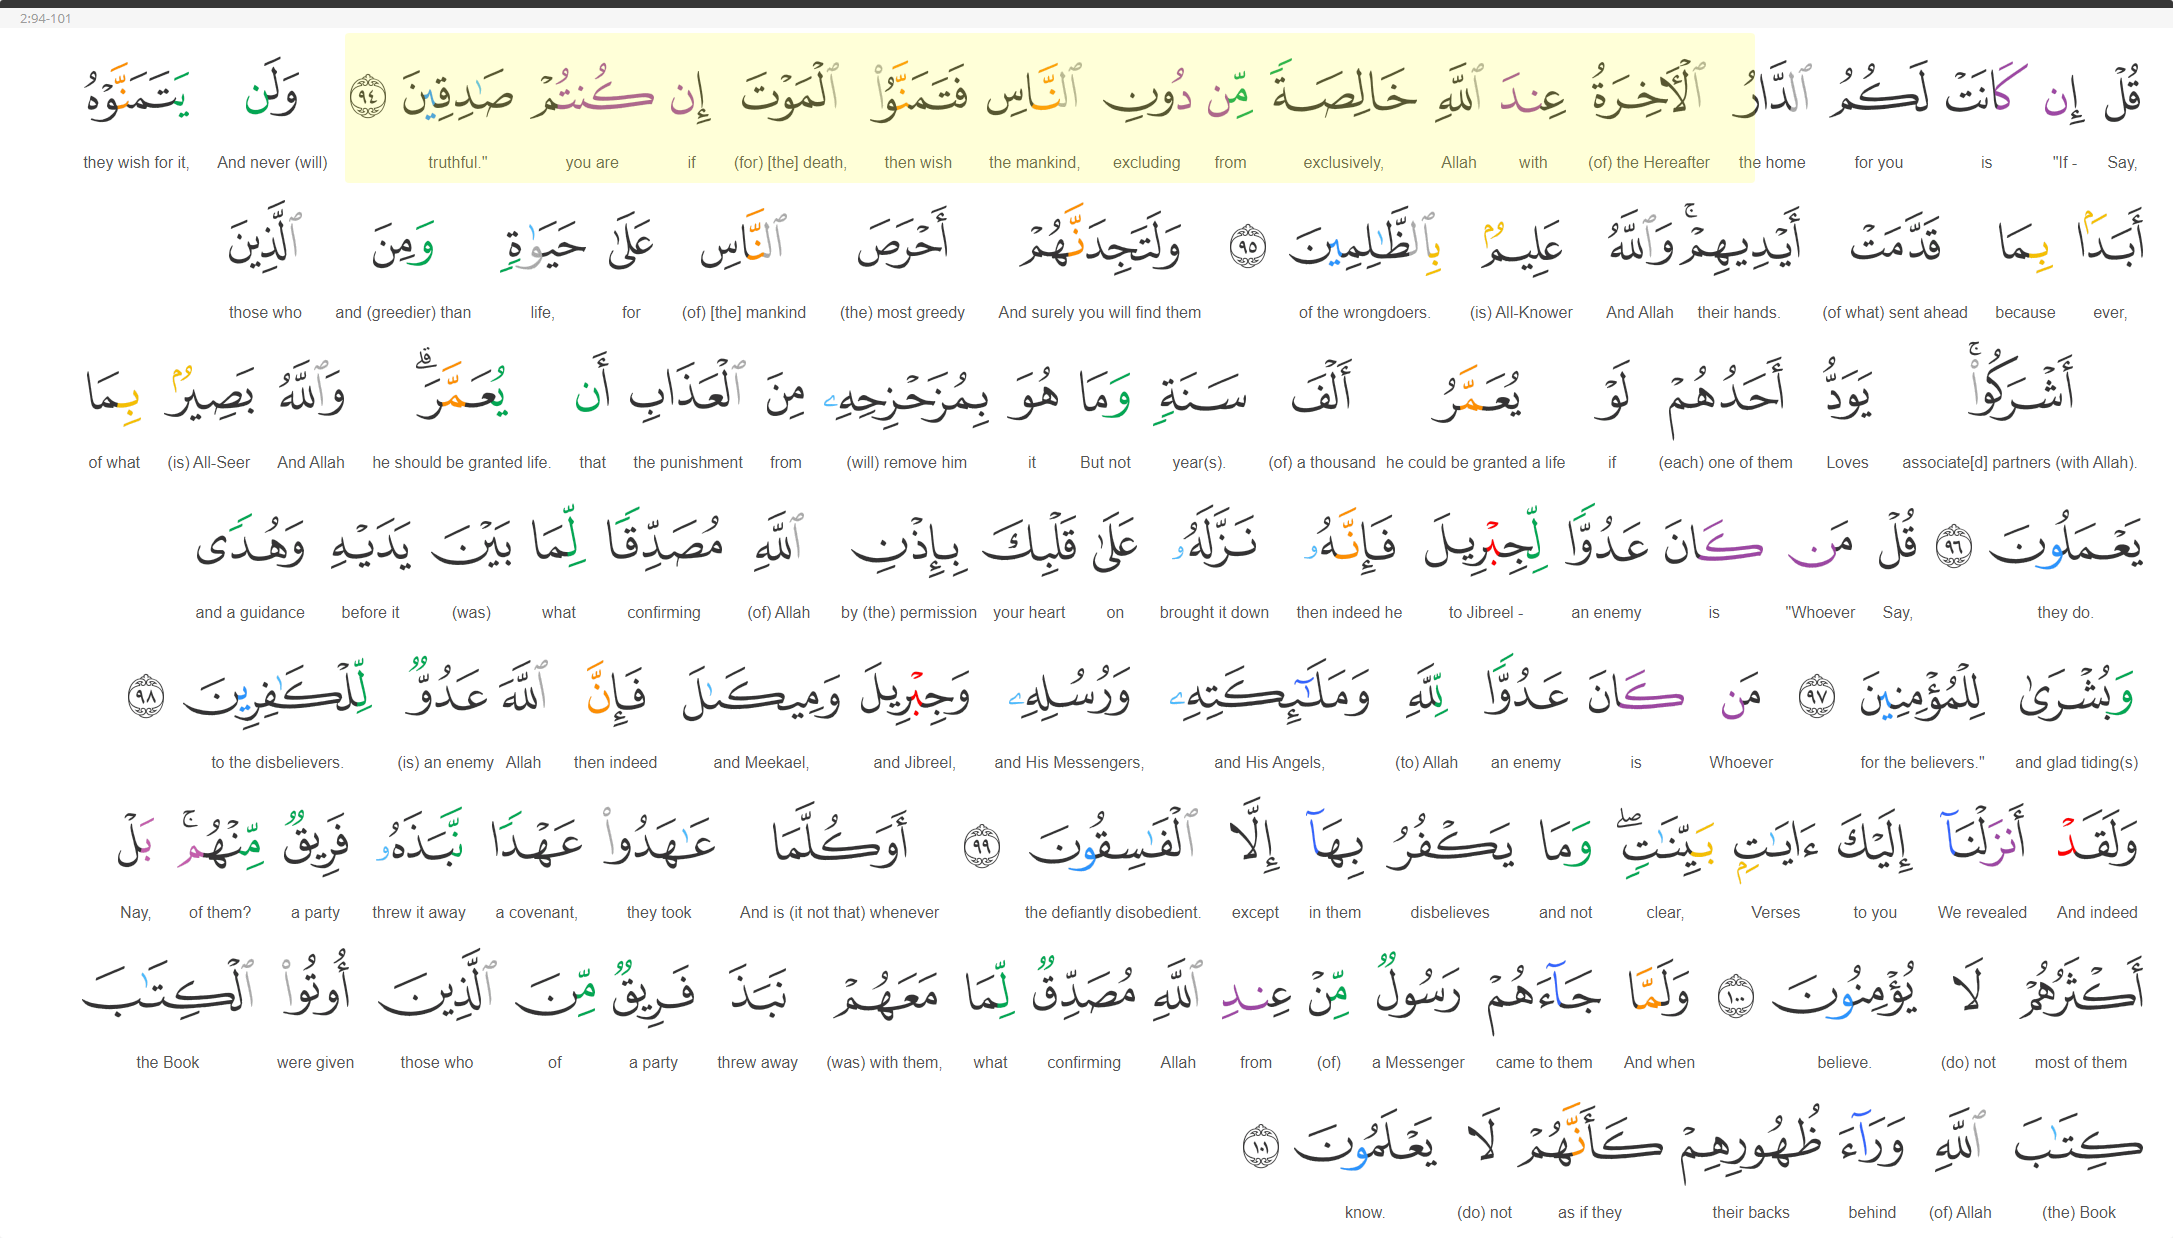 2:94-101
قُلْ إِن كَانَتْ لَكُمُ ٱلدَّارُ ٱلْـَٔاخِرَةُ عِندَ ٱللَّهِ خَالِصَةً مِّن دُونِ ٱلنَّاسِ فَتَمَنَّوُا۟ ٱلْمَوْتَ إِن كُنتُمْ صَـٰدِقِينَ ٩٤ وَلَن يَتَمَنَّوْهُ
Say, "If - is for you the home (of) the Hereafter with Allah exclusively, from excluding the mankind, then wish (for) [the] death, if you are truthful." And never (will) they wish for it,
أَبَدًۢا بِمَا قَدَّمَتْ أَيْدِيهِمْ ۚ وَٱللَّهُ عَلِيمٌۢ بِٱلظَّـٰلِمِينَ ٩٥ وَلَتَجِدَنَّهُمْ أَحْرَصَ ٱلنَّاسِ عَلَىٰ حَيَوٰةٍ وَمِنَ ٱلَّذِينَ
ever, because (of what) sent ahead their hands. And Allah (is) All-Knower of the wrongdoers. And surely you will find them (the) most greedy (of) [the] mankind for life, and (greedier) than those who
أَشْرَكُوا۟ ۚ يَوَدُّ أَحَدُهُمْ لَوْ يُعَمَّرُ أَلْفَ سَنَةٍ وَمَا هُوَ بِمُزَحْزِحِهِۦ مِنَ ٱلْعَذَابِ أَن يُعَمَّرَ ۗ وَٱللَّهُ بَصِيرٌۢ بِمَا
associate[d] partners (with Allah). Loves (each) one of them if he could be granted a life (of) a thousand year(s). But not it (will) remove him from the punishment that he should be granted life. And Allah (is) All-Seer of what
يَعْمَلُونَ ٩٦ قُلْ مَن كَانَ عَدُوًّا لِّجِبْرِيلَ فَإِنَّهُۥ نَزَّلَهُۥ عَلَىٰ قَلْبِكَ بِإِذْنِ ٱللَّهِ مُصَدِّقًا لِّمَا بَيْنَ يَدَيْهِ وَهُدًى
they do. Say, "Whoever is an enemy to Jibreel - then indeed he brought it down on your heart by (the) permission (of) Allah confirming what (was) before it and a guidance
وَبُشْرَىٰ لِلْمُؤْمِنِينَ ٩٧ مَن كَانَ عَدُوًّا لِّلَّهِ وَمَلَـٰٓئِكَتِهِۦ وَرُسُلِهِۦ وَجِبْرِيلَ وَمِيكَىٰلَ فَإِنَّ ٱللَّهَ عَدُوٌّ لِّلْكَـٰفِرِينَ ٩٨
and glad tiding(s) for the believers." Whoever is an enemy (to) Allah and His Angels, and His Messengers, and Jibreel, and Meekael, then indeed Allah (is) an enemy to the disbelievers.
وَلَقَدْ أَنزَلْنَآ إِلَيْكَ ءَايَـٰتٍۭ بَيِّنَـٰتٍ ۖ وَمَا يَكْفُرُ بِهَآ إِلَّا ٱلْفَـٰسِقُونَ ٩٩ أَوَكُلَّمَا عَـٰهَدُوا۟ عَهْدًا نَّبَذَهُۥ فَرِيقٌ مِّنْهُم ۚ بَلْ
And indeed We revealed to you Verses clear, and not disbelieves in them except the defiantly disobedient. And is (it not that) whenever they took a covenant, threw it away a party of them? Nay,
أَكْثَرُهُمْ لَا يُؤْمِنُونَ ١٠٠ وَلَمَّا جَآءَهُمْ رَسُولٌ مِّنْ عِندِ ٱللَّهِ مُصَدِّقٌ لِّمَا مَعَهُمْ نَبَذَ فَرِيقٌ مِّنَ ٱلَّذِينَ أُوتُوا۟ ٱلْكِتَـٰبَ
most of them (do) not believe. And when came to them a Messenger (of) from Allah confirming what (was) with them, threw away a party of those who were given the Book
كِتَـٰبَ ٱللَّهِ وَرَآءَ ظُهُورِهِمْ كَأَنَّهُمْ لَا يَعْلَمُونَ ١٠١
(the) Book (of) Allah behind their backs as if they (do) not know.